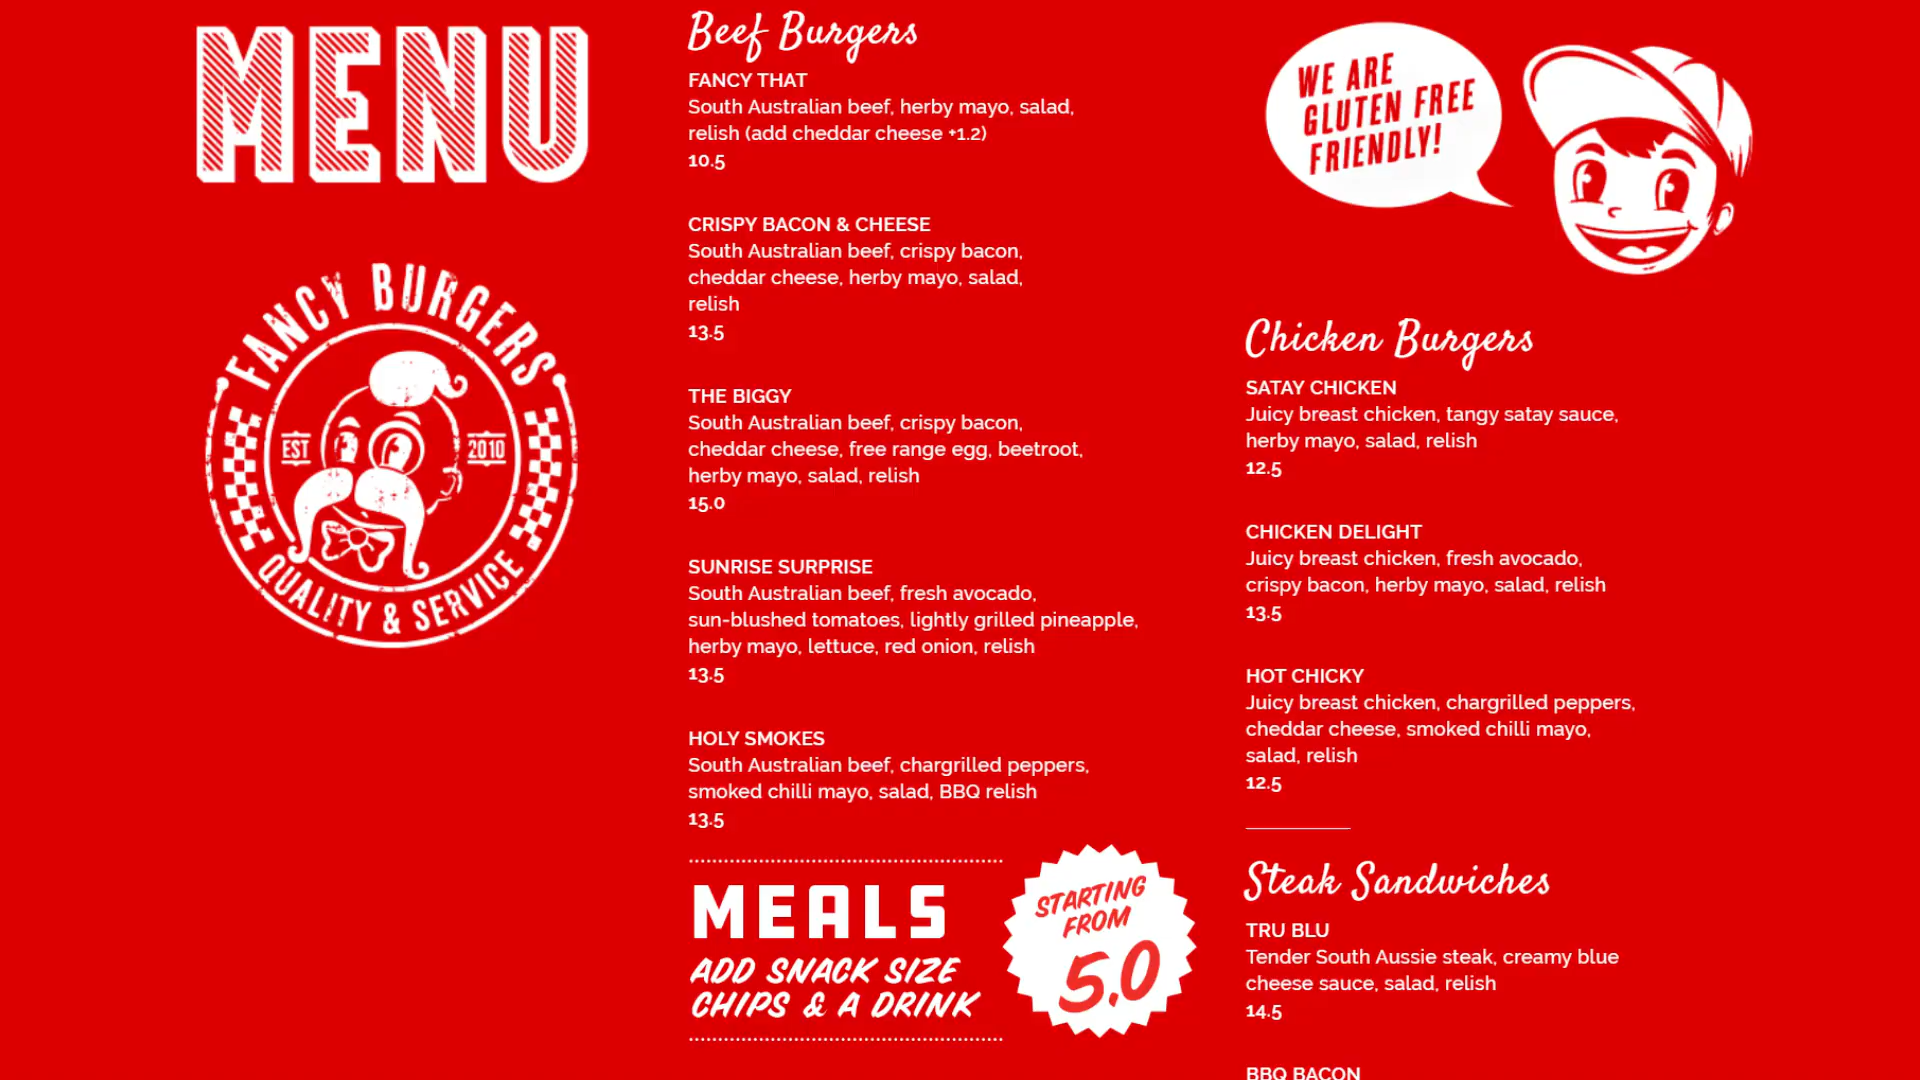 MENU
FANCY BURGERS
EST
2010
QUALITY & SERVICE
Beef Burgers
FANCY THAT
South Australian beef, herby mayo, salad,
relish (add cheddar cheese +1.2)
10.5
CRISPY BACON & CHEESE
South Australian beef, crispy bacon,
cheddar cheese, herby mayo, salad,
relish
13.5
THE BIGGY
South Australian beef, crispy bacon,
cheddar cheese, free range egg, beetroot,
herby mayo, salad, relish
15.0
SUNRISE SURPRISE
South Australian beef, fresh avocado,
sun-blushed tomatoes, lightly grilled pineapple,
herby mayo, lettuce, red onion, relish
13.5
HOLY SMOKES
South Australian beef, chargrilled peppers,
smoked chilli mayo, salad, BBQ relish
13.5
MEALS
ADD SNACK SIZE
CHIPS & A DRINK
STARTING
FROM
5.0
WE ARE
GLUTEN FREE
FRIENDLY!
Chicken Burgers
SATAY CHICKEN
Juicy breast chicken, tangy satay sauce,
herby mayo, salad, relish
12.5
CHICKEN DELIGHT
Juicy breast chicken, fresh avocado,
crispy bacon, herby mayo, salad, relish
13.5
HOT CHICKY
Juicy breast chicken, chargrilled peppers,
cheddar cheese, smoked chilli mayo,
salad, relish
12.5
Steak Sandwiches
TRU BLU
Tender South Aussie steak, creamy blue
cheese sauce, salad, relish
14.5
BBQ BACON